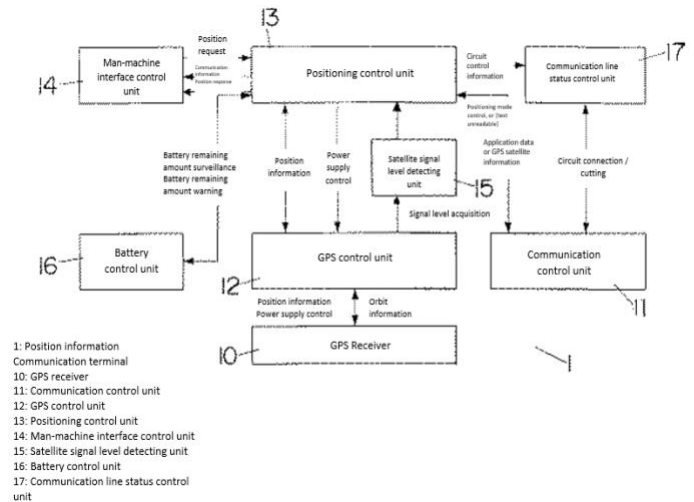 13
Position
request
Man-machine
interface control
unit
14
Communication
information
Position response
Positioning control unit
Circuit
control
information
Communication line
status control unit
17
Positioning mode
control, or (text
unreadable)
Battery remaining
amount surveillance
Battery remaining
amount warning
Position
information
Power
supply
control
Satellite signal
level detecting
unit
15
Application data
or GPS satellite
information
Circuit connection /
cutting
Signal level acquisition
16
Battery
control unit
GPS control unit
12
Communication
control unit
11
Position information
Power supply control
Orbit
information
10
GPS Receiver
1
1: Position information
Communication terminal
10: GPS receiver
11: Communication control unit
12: GPS control unit
13: Positioning control unit
14: Man-machine interface control unit
15: Satellite signal level detecting unit
16: Battery control unit
17: Communication line status control
unit